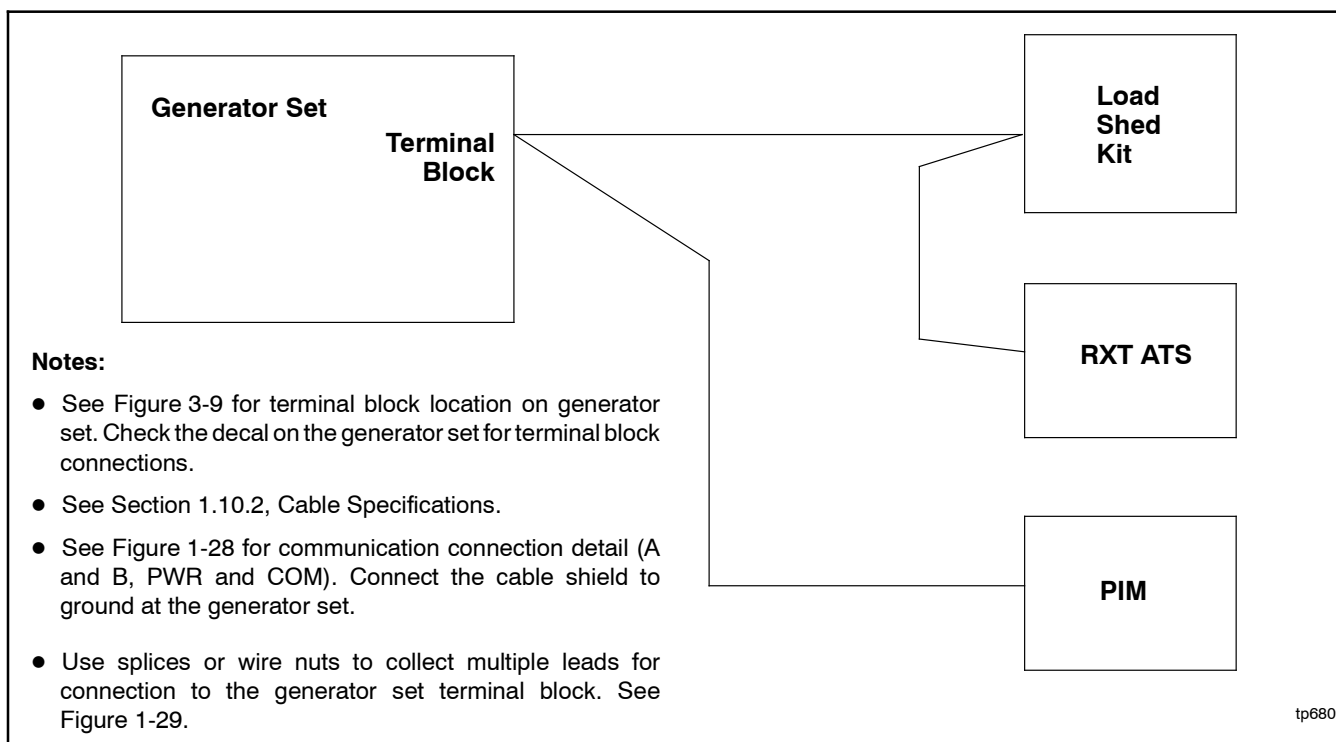 Generator Set
Terminal
Block
Load
Shed
Kit
RXT ATS
PIM
Notes:
● See Figure 3-9 for terminal block location on generator
set. Check the decal on the generator set for terminal block
connections.
● See Section 1.10.2, Cable Specifications.
● See Figure 1-28 for communication connection detail (A
and B, PWR and COM). Connect the cable shield to
ground at the generator set.
● Use splices or wire nuts to collect multiple leads for
connection to the generator set terminal block. See
Figure 1-29.
tp680